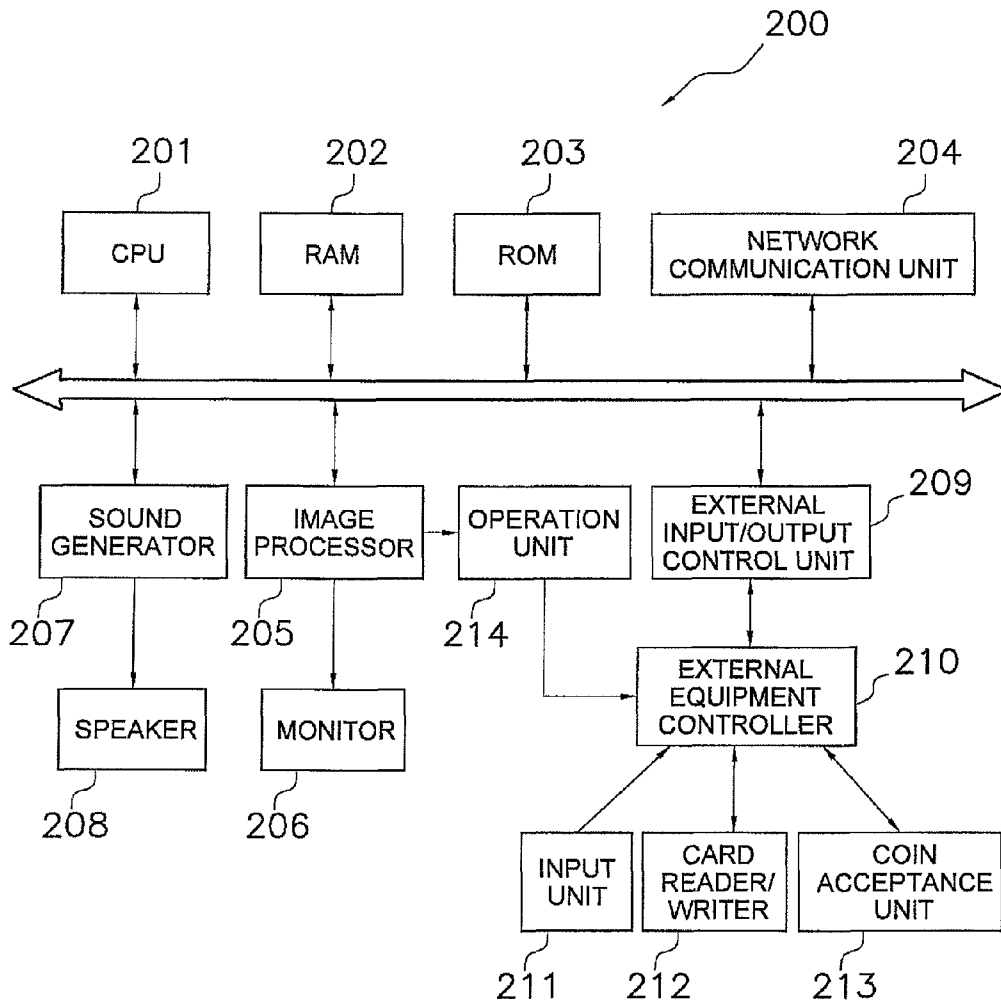 200
201
202
203
204
CPU
RAM
ROM
NETWORK
COMMUNICATION UNIT
SOUND
GENERATOR
IMAGE
PROCESSOR
OPERATION
UNIT
EXTERNAL
INPUT/OUTPUT
CONTROL UNIT
209
207
205
214
SPEAKER
MONITOR
EXTERNAL
EQUIPMENT
CONTROLLER
210
208
206
INPUT
UNIT
CARD
READER/
WRITER
COIN
ACCEPTANCE
UNIT
211
212
213